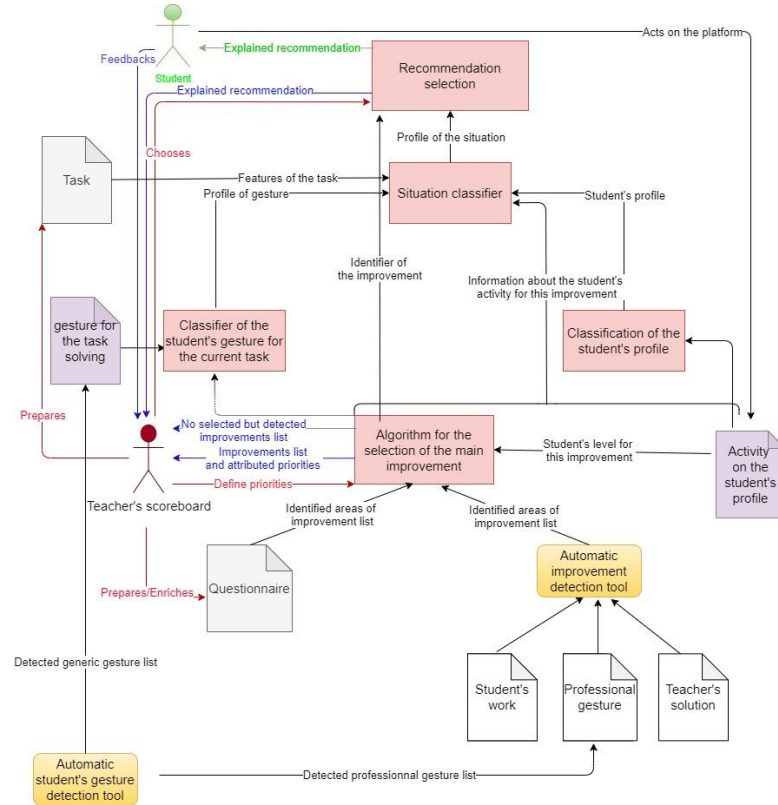 Acts on the platform
Explained recommendation
Feedbacks
Student
Recommendation
selection
Explained recommendation
Profile of the situation
Chooses
Task
Features of the task
Profile of gesture
Situation classifier
Student's profile
Identifier of
the improvement
Information about the student's
activity for this improvement
gesture for
the task
solving
Classifier of the
student's gesture for
the current task
Classification of the
student's profile
Prepares
No selected but detected
improvements list
Improvements list
and attributed priorities
Algorithm for the
selection of the main
improvement
Student's level for
this improvement
Activity
on the
student's
profile
Define priorities
Teacher's scoreboard
Identified areas of
improvement list
Identified areas of
improvement list
Automatic
improvement
detection tool
Prepares/Enriches
Questionnaire
Detected generic gesture list
Student's
work
Professional
gesture
Teacher's
solution
Automatic
student's gesture
detection tool
Detected professionnal gesture list